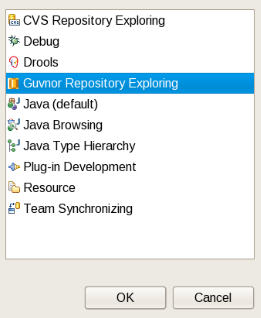 CVS Repository Exploring
Debug
Drools
Guvnor Repository Exploring
Java (default)
Java Browsing
Java Type Hierarchy
Plug-in Development
Resource
Team Synchronizing
OK
Cancel